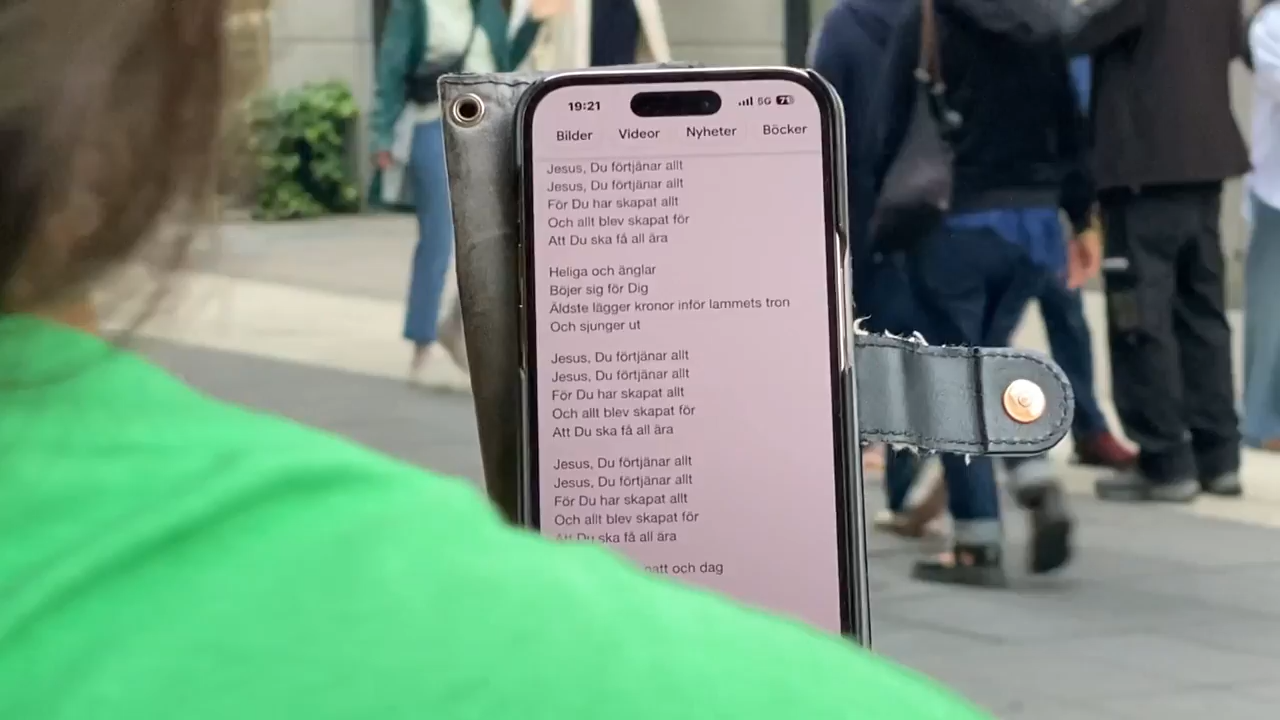 19:21 5G 71
Bilder Videor Nyheter Böcker
Jesus, Du förtjänar allt
Jesus, Du förtjänar allt
För Du har skapat allt
Och allt blev skapat för
Att Du ska få all ära
Heliga och änglar
Böjer sig för Dig
Äldste lägger kronor inför lammets tron
Och sjunger ut
Jesus, Du förtjänar allt
Jesus, Du förtjänar allt
För Du har skapat allt
Och allt blev skapat för
Att Du ska få all ära
Jesus, Du förtjänar allt
Jesus, Du förtjänar allt
För Du har skapat allt
Och allt blev skapat för
Att Du ska få all ära
natt och dag